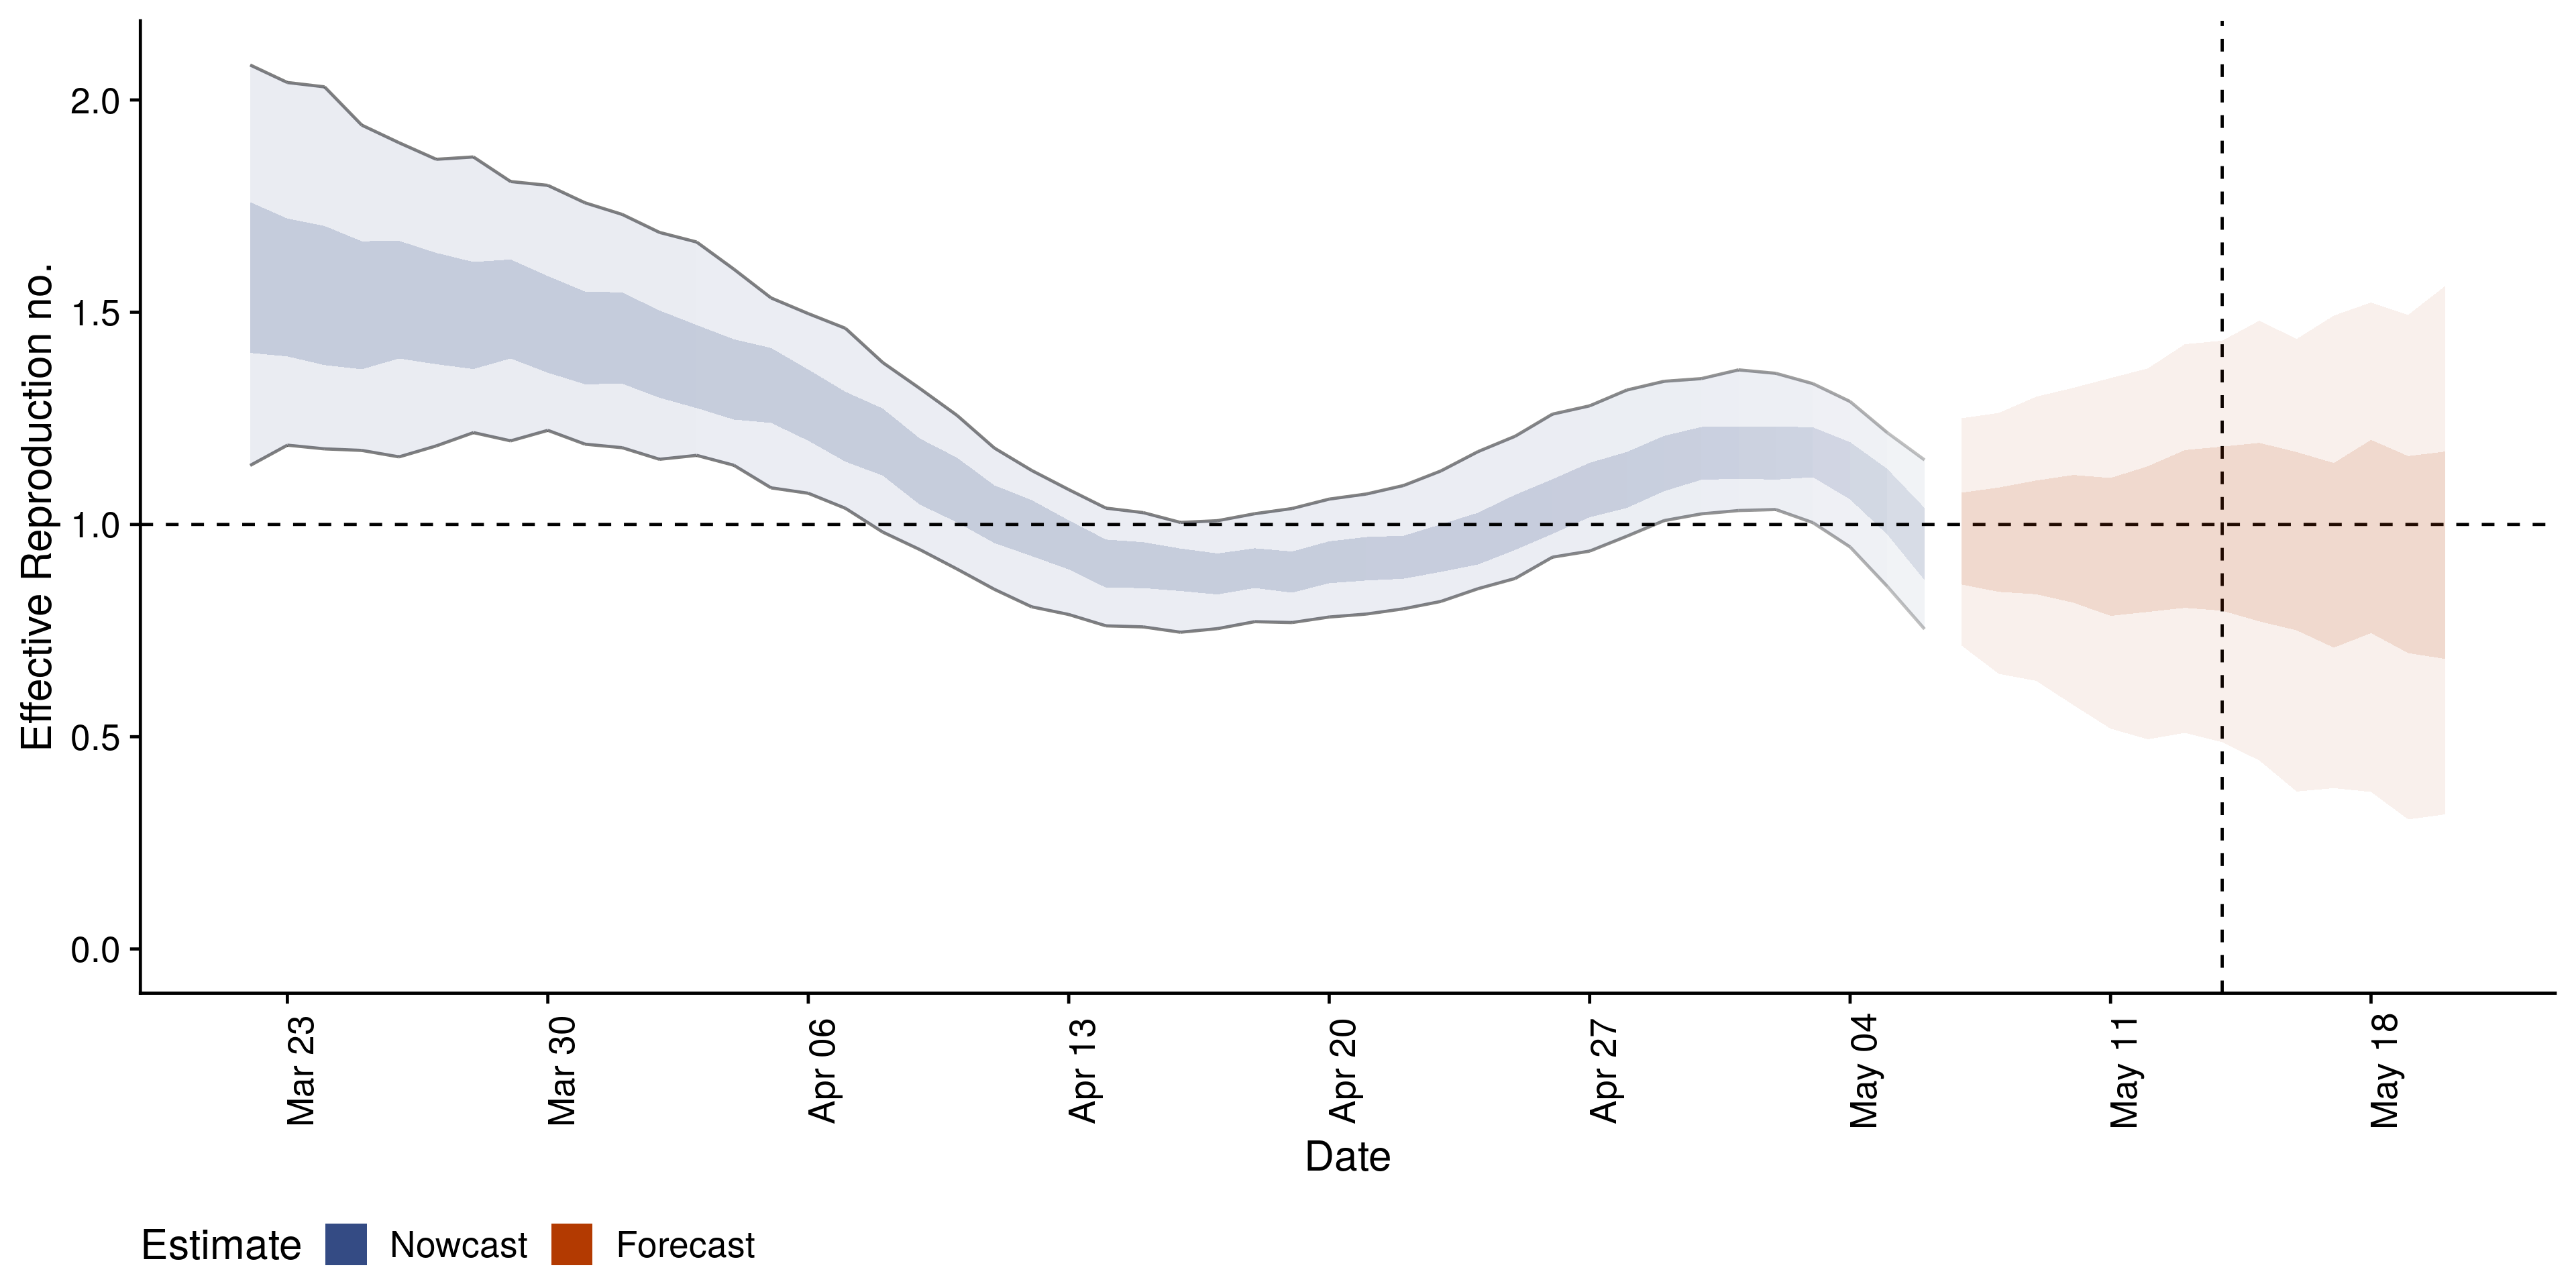 Effective Reproduction no.
2.0
1.5
1.0
0.5
0.0
Mar 23
Mar 30
Apr 06
Apr 13
Apr 20
Apr 27
May 04
May 11
May 18
Date
Estimate Nowcast Forecast